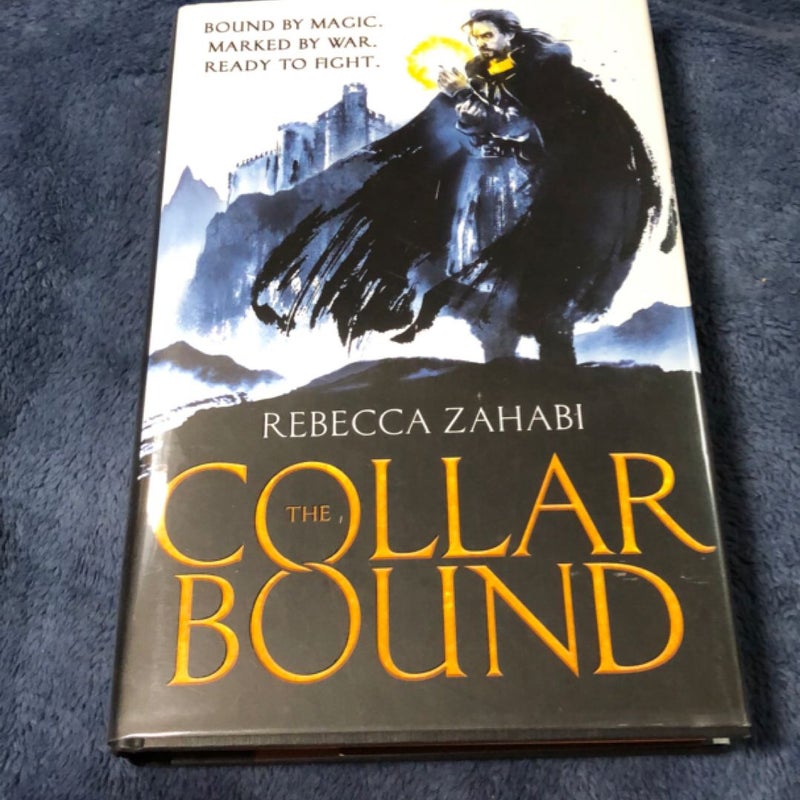 BOUND BY MAGIC.
MARKED BY WAR.
READY TO FIGHT.
REBECCA ZAHABI
THE
COLLAR
BOUND